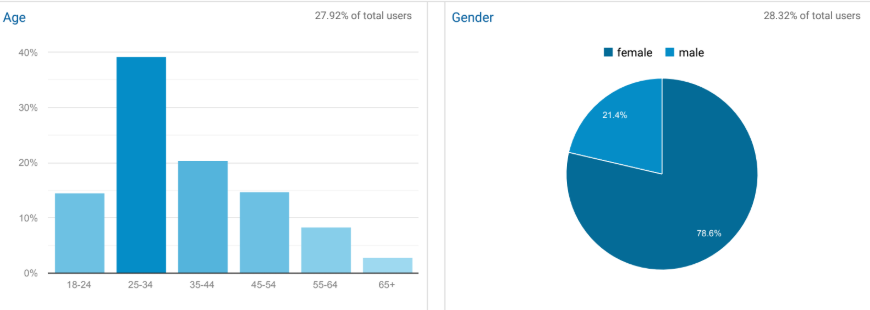 Age
27.92% of total users
40%
30%
20%
10%
0%
18-24 25-34 35-44 45-54 55-64 65+
Gender
28.32% of total users
female male
21.4%
78.6%